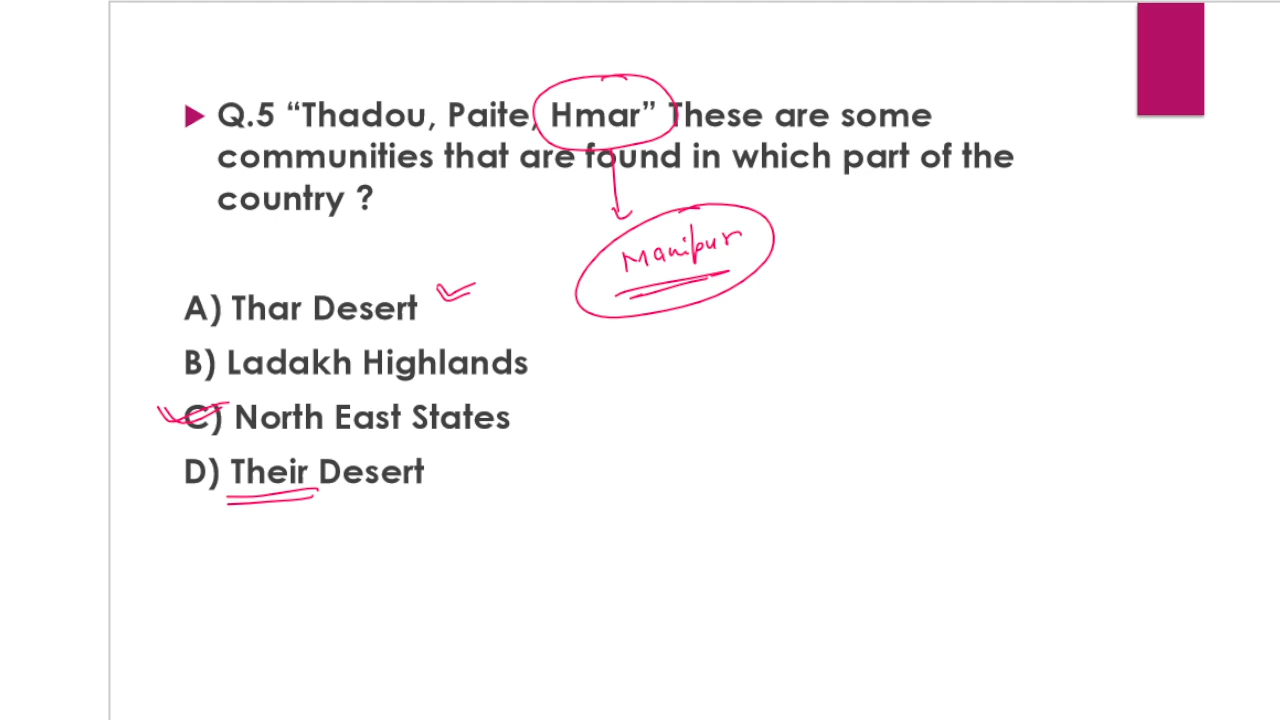 Q.5 “Thadou, Paite, Hmar” These are some
communities that are found in which part of the
country ?
Manipur
A) Thar Desert
B) Ladakh Highlands
C) North East States
D) Their Desert